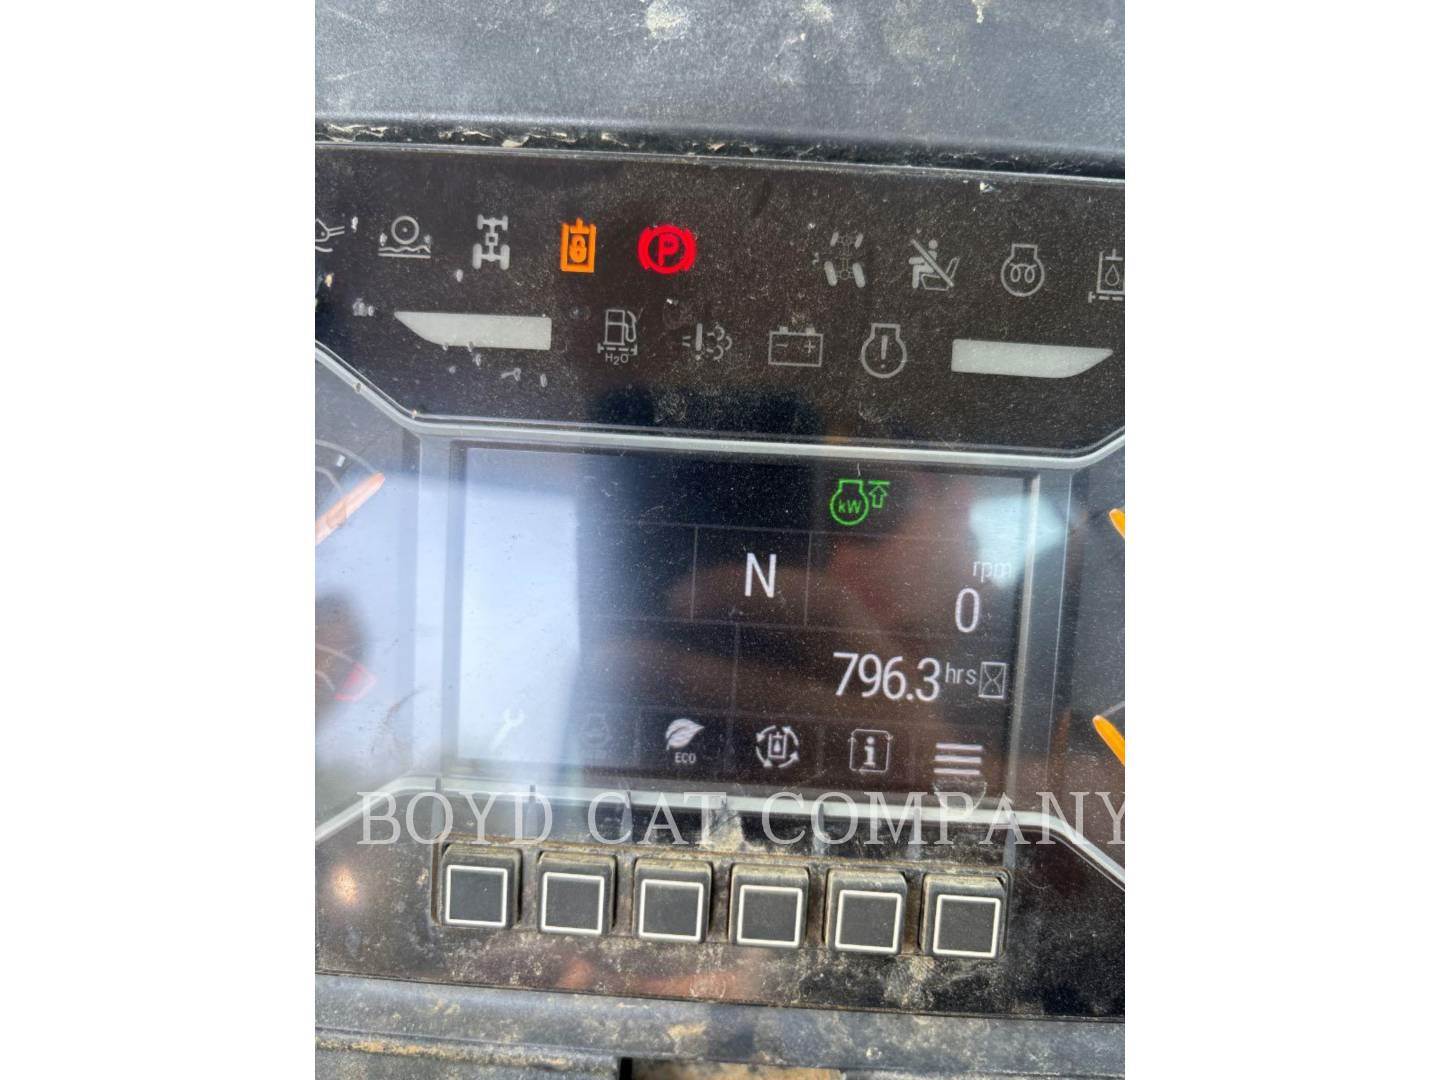 P
H₂O
kW
N
rpm
0
796.3 hrs
ECO
i
BOYD CAT COMPANY